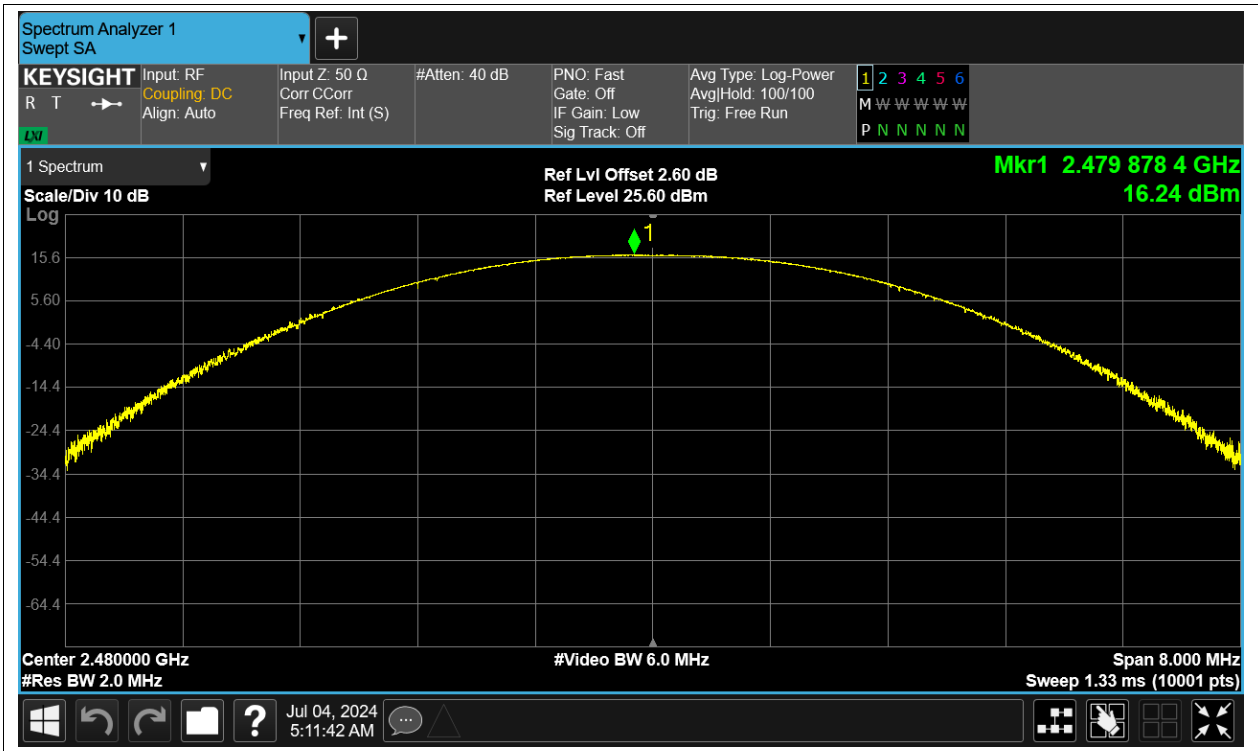 Spectrum Analyzer 1
Swept SA
KEYSIGHT
R T
LXI
Input: RF
Coupling: DC
Align: Auto
Input Z: 50 Ω
Corr CCorr
Freq Ref: Int (S)
#Atten: 40 dB
PNO: Fast
Gate: Off
IF Gain: Low
Sig Track: Off
Avg Type: Log-Power
Avg|Hold: 100/100
Trig: Free Run
1 2 3 4 5 6
M W W W W W
P N N N N N
1 Spectrum
Scale/Div 10 dB
Log
Ref Lvl Offset 2.60 dB
Ref Level 25.60 dBm
Mkr1 2.479 878 4 GHz
16.24 dBm
1
15.6
5.60
-4.40
-14.4
-24.4
-34.4
-44.4
-54.4
-64.4
Center 2.480000 GHz
#Res BW 2.0 MHz
#Video BW 6.0 MHz
Span 8.000 MHz
Sweep 1.33 ms (10001 pts)
?
Jul 04, 2024
5:11:42 AM